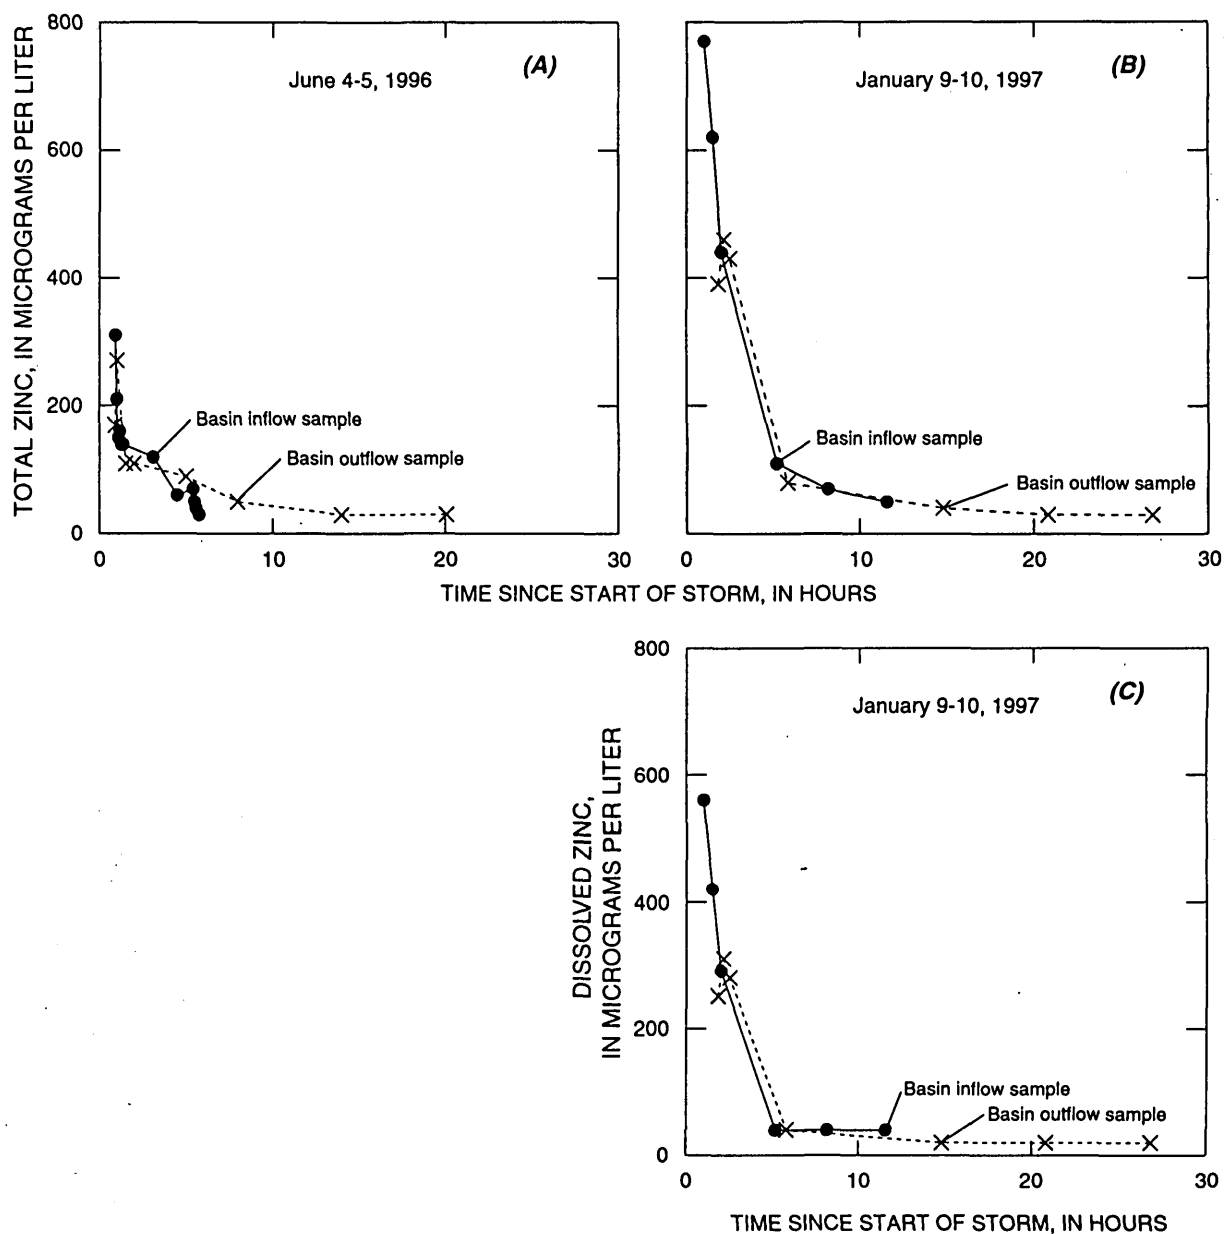 TOTAL ZINC, IN MICROGRAMS PER LITER
800
600
400
200
0
0
10
20
30
June 4-5, 1996
(A)
Basin inflow sample
Basin outflow sample
January 9-10, 1997
(B)
Basin inflow sample
Basin outflow sample
0
10
20
30
TIME SINCE START OF STORM, IN HOURS
DISSOLVED ZINC,
IN MICROGRAMS PER LITER
800
600
400
200
0
January 9-10, 1997
(C)
Basin inflow sample
Basin outflow sample
0
10
20
30
TIME SINCE START OF STORM, IN HOURS